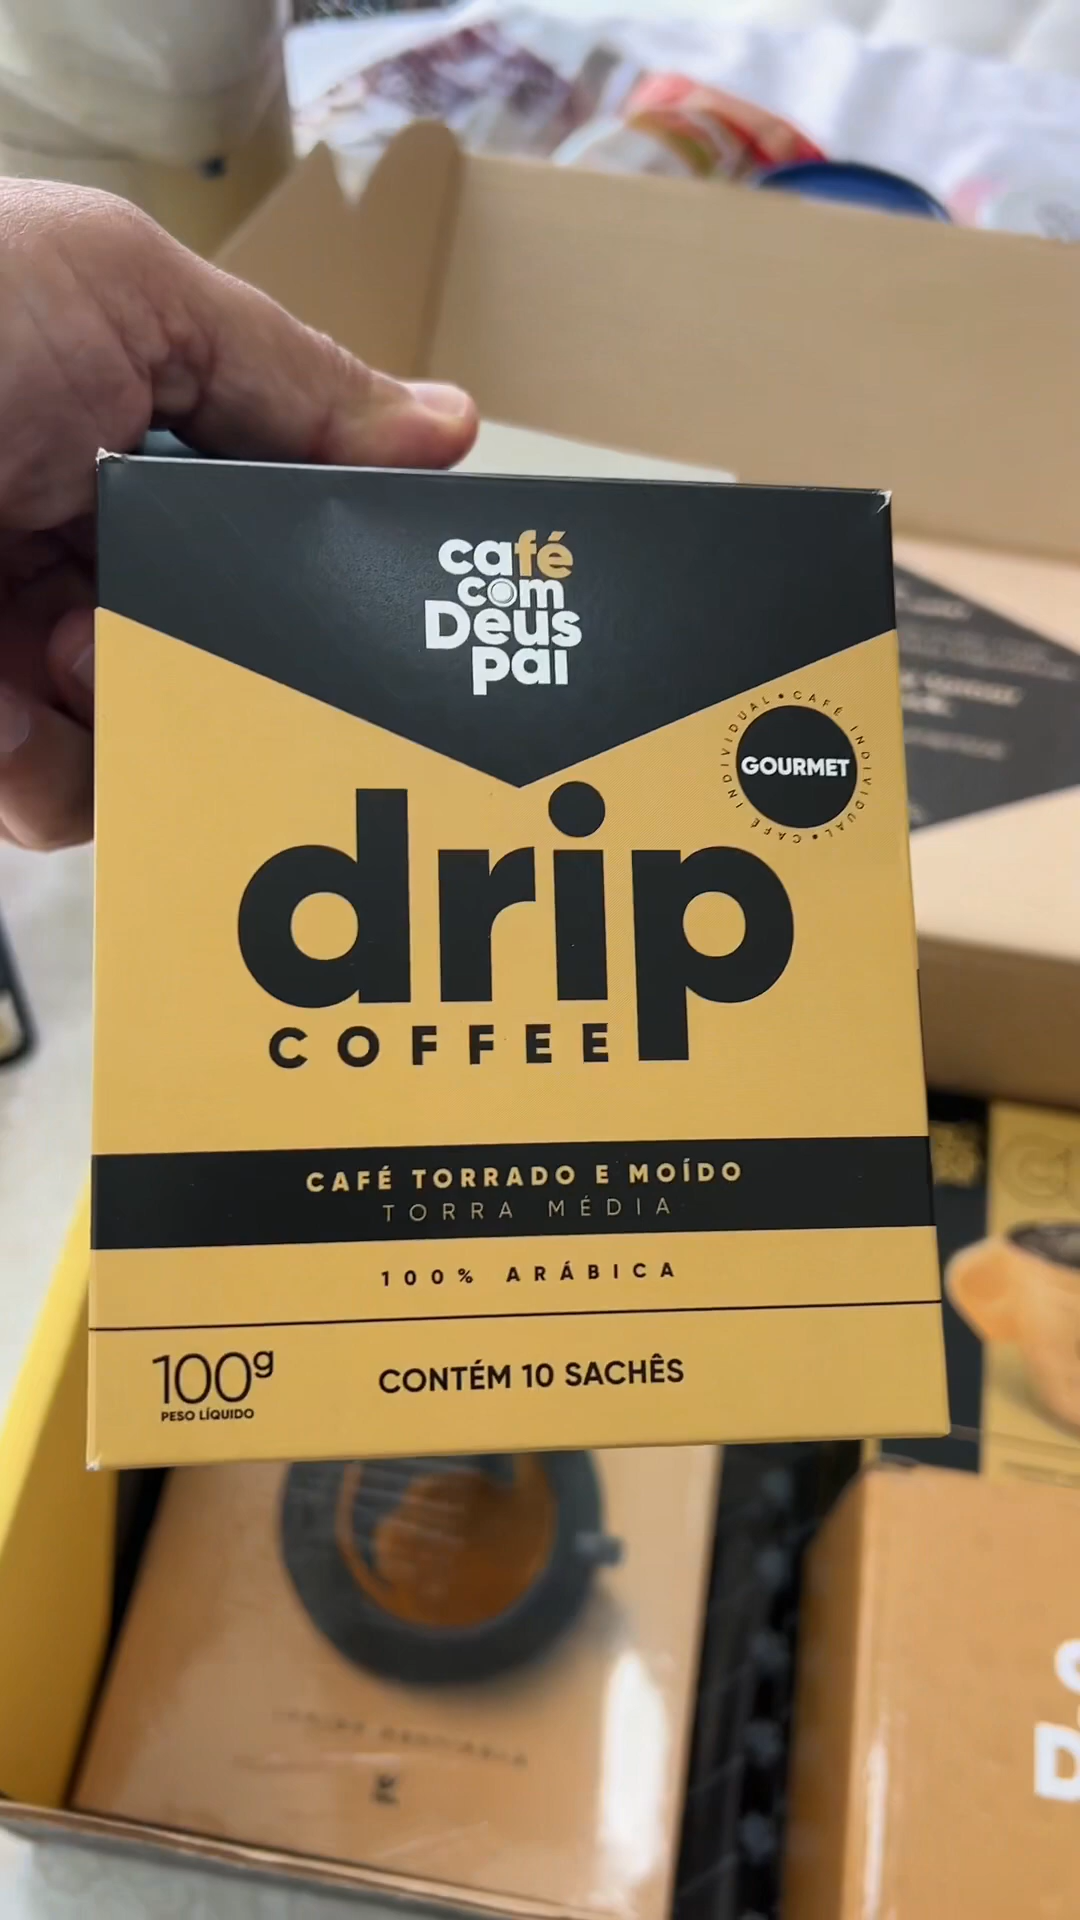 café
com
Deus
pai
CAFÉ INDIVIDUAL • CAFÉ INDIVIDUAL •
GOURMET
drip
COFFEE
CAFÉ TORRADO E MOÍDO
TORRA MÉDIA
100% ARÁBICA
100g
PESO LÍQUIDO
CONTÉM 10 SACHÊS